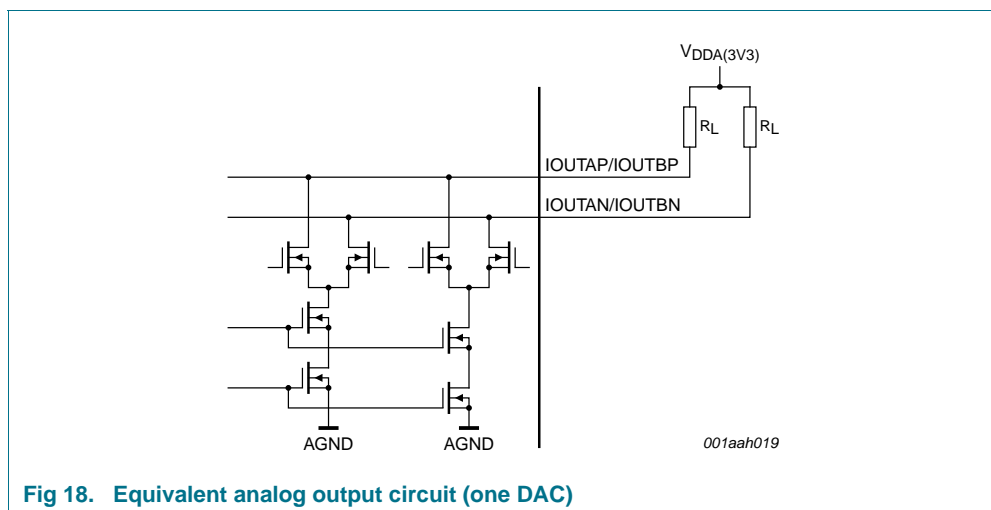 VDDA(3V3)
RL RL
IOUTAP/IOUTBP
IOUTAN/IOUTBN
AGND AGND
001aah019
Fig 18. Equivalent analog output circuit (one DAC)